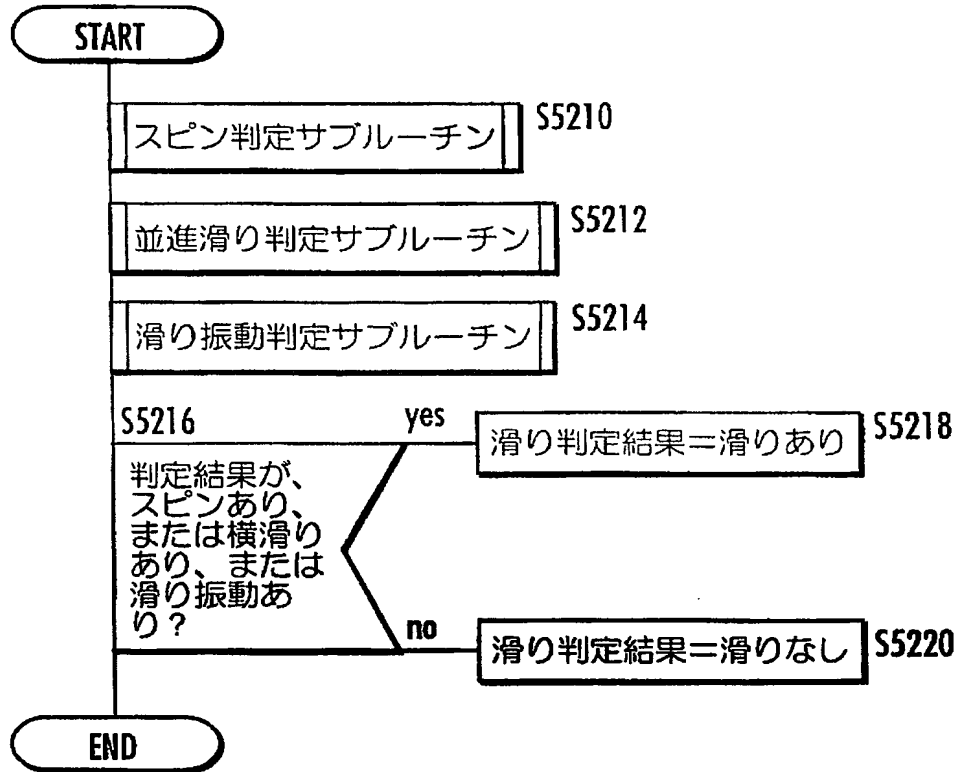 START
スピン判定サブルーチン
S5210
並進滑り判定サブルーチン
S5212
滑り振動判定サブルーチン
S5214
S5216
判定結果が、
スピンあり、
または横滑り
あり、または
滑り振動あ
り？
yes
滑り判定結果＝滑りあり
S5218
no
滑り判定結果＝滑りなし
S5220
END